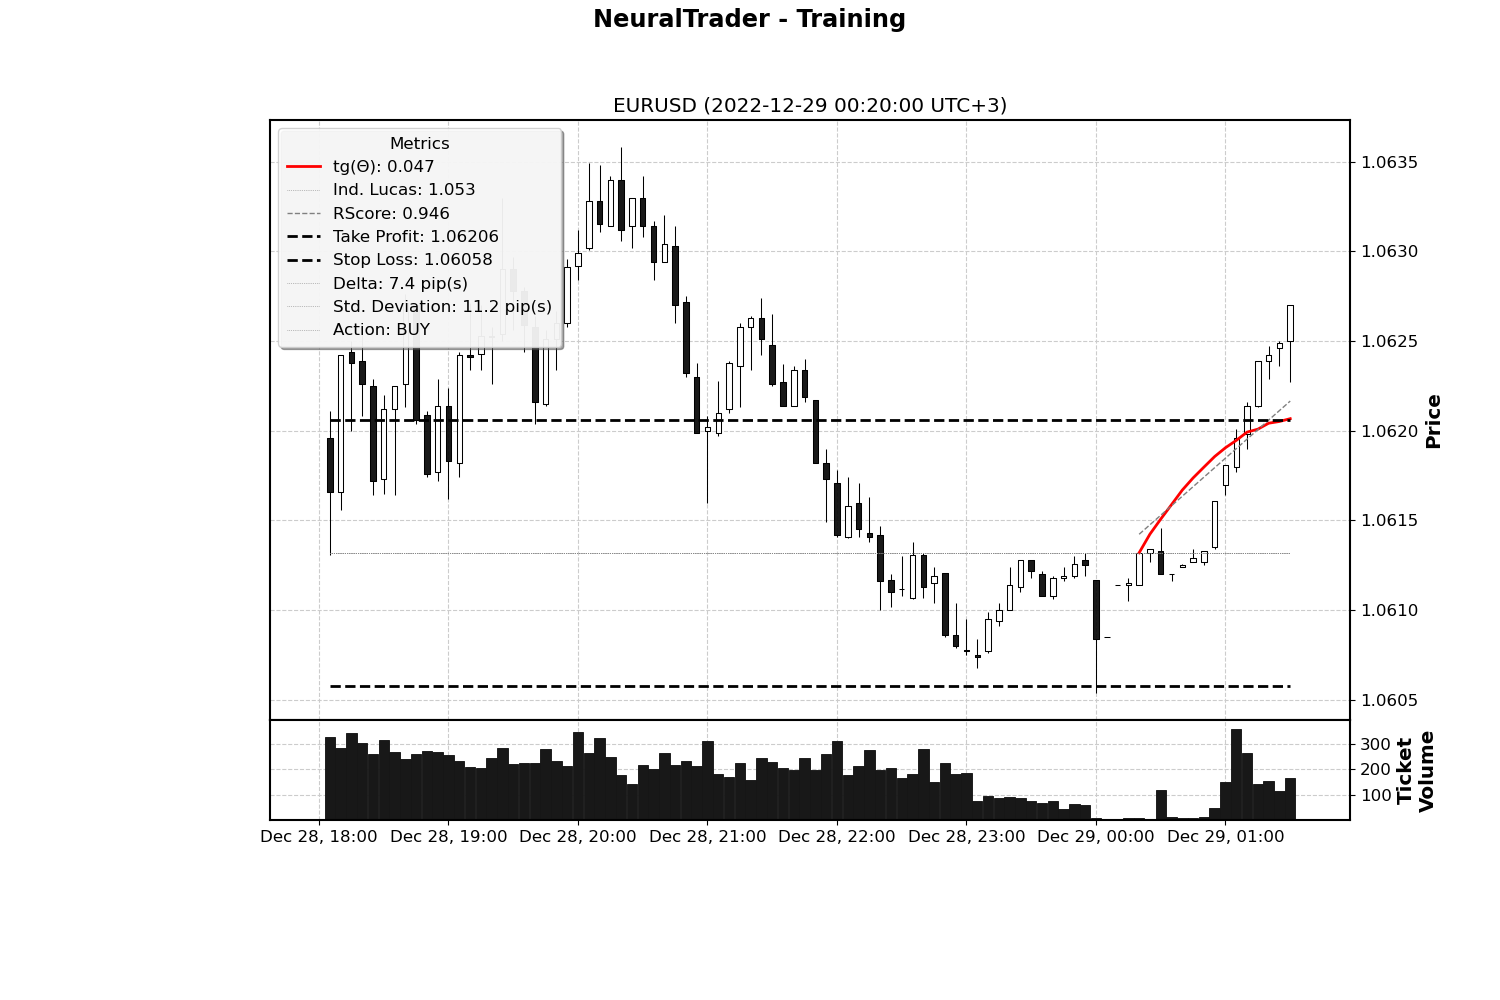 NeuralTrader - Training
EURUSD (2022-12-29 00:20:00 UTC+3)
Metrics
tg(Θ): 0.047
Ind. Lucas: 1.053
RScore: 0.946
Take Profit: 1.06206
Stop Loss: 1.06058
Delta: 7.4 pip(s)
Std. Deviation: 11.2 pip(s)
Action: BUY
1.0635
1.0630
1.0625
1.0620
1.0615
1.0610
1.0605
Price
300
200
100
Ticket
Volume
Dec 28, 18:00 Dec 28, 19:00 Dec 28, 20:00 Dec 28, 21:00 Dec 28, 22:00 Dec 28, 23:00 Dec 29, 00:00 Dec 29, 01:00